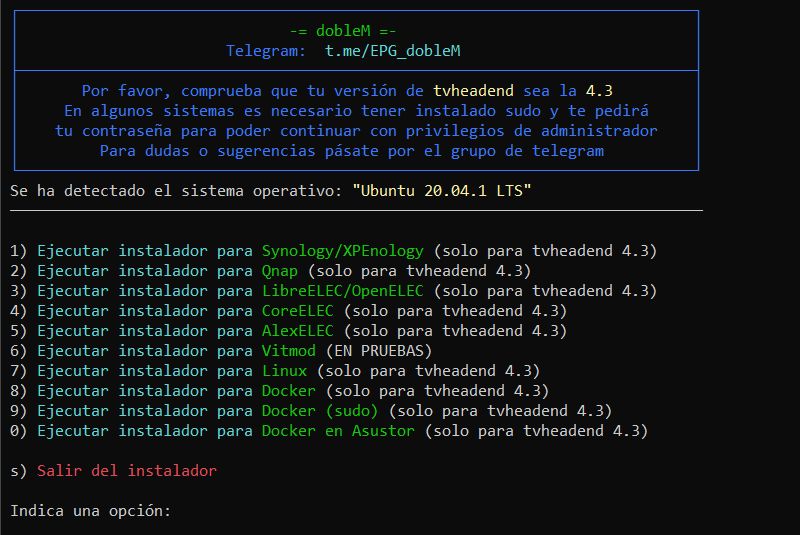 -= dobleM =-
Telegram: t.me/EPG_dobleM
Por favor, comprueba que tu versión de tvheadend sea la 4.3
En algunos sistemas es necesario tener instalado sudo y te pedirá
tu contraseña para poder continuar con privilegios de administrador
Para dudas o sugerencias pásate por el grupo de telegram
Se ha detectado el sistema operativo: "Ubuntu 20.04.1 LTS"
1) Ejecutar instalador para Synology/XPEnology (solo para tvheadend 4.3)
2) Ejecutar instalador para Qnap (solo para tvheadend 4.3)
3) Ejecutar instalador para LibreELEC/OpenELEC (solo para tvheadend 4.3)
4) Ejecutar instalador para CoreELEC (solo para tvheadend 4.3)
5) Ejecutar instalador para AlexELEC (solo para tvheadend 4.3)
6) Ejecutar instalador para Vitmod (EN PRUEBAS)
7) Ejecutar instalador para Linux (solo para tvheadend 4.3)
8) Ejecutar instalador para Docker (solo para tvheadend 4.3)
9) Ejecutar instalador para Docker (sudo) (solo para tvheadend 4.3)
0) Ejecutar instalador para Docker en Asustor (solo para tvheadend 4.3)
s) Salir del instalador
Indica una opción: